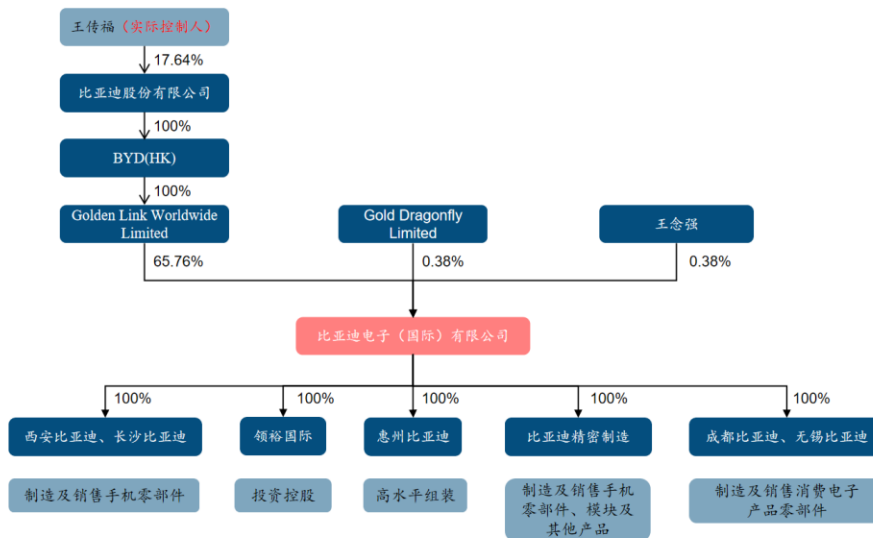 王传福（实际控制人）
17.64%
比亚迪股份有限公司
100%
BYD(HK)
100%
Golden Link Worldwide
Limited
Gold Dragonfly
Limited
王念强
65.76%
0.38%
0.38%
比亚迪电子（国际）有限公司
100%
100%
100%
100%
100%
西安比亚迪、长沙比亚迪
领裕国际
惠州比亚迪
比亚迪精密制造
成都比亚迪、无锡比亚迪
制造及销售手机零部件
投资控股
高水平组装
制造及销售手机
零部件、模块及
其他产品
制造及销售消费电子
产品零部件